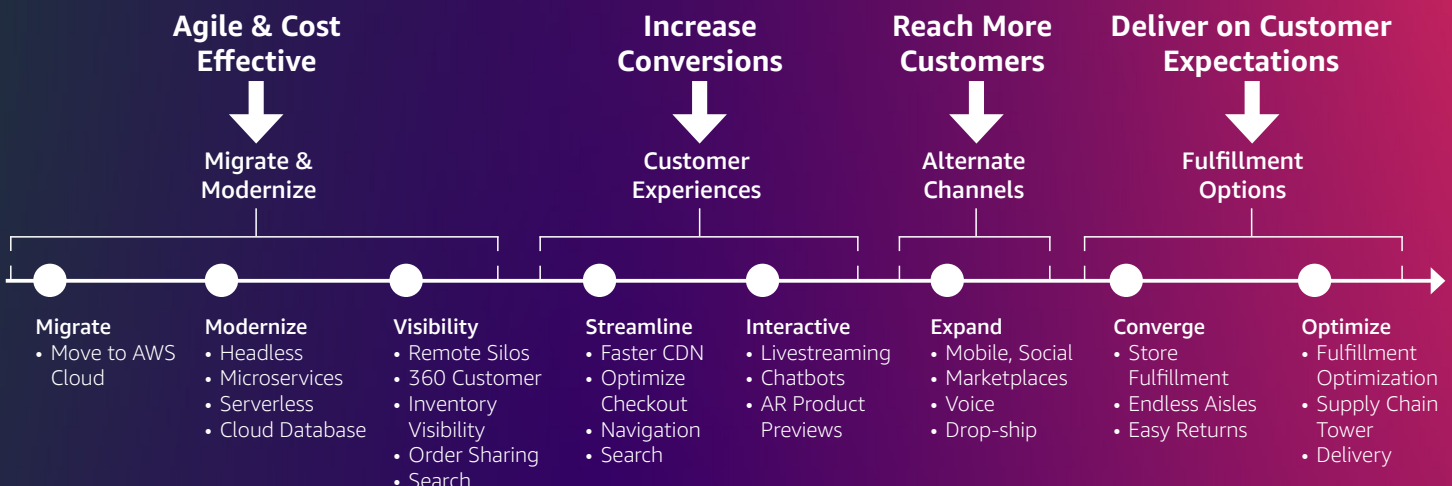 Agile & Cost
Effective
Increase
Conversions
Reach More
Customers
Deliver on Customer
Expectations
Migrate &
Modernize
Customer
Experiences
Alternate
Channels
Fulfillment
Options
Migrate
• Move to AWS
Cloud
Modernize
• Headless
• Microservices
• Serverless
• Cloud Database
Visibility
• Remote Silos
• 360 Customer
• Inventory
Visibility
• Order Sharing
• Search
Streamline
• Faster CDN
• Optimize
Checkout
• Navigation
• Search
Interactive
• Livestreaming
• Chatbots
• AR Product
Previews
Expand
• Mobile, Social
• Marketplaces
• Voice
• Drop-ship
Converge
• Store
Fulfillment
• Endless Aisles
• Easy Returns
Optimize
• Fulfillment
Optimization
• Supply Chain
Tower
• Delivery